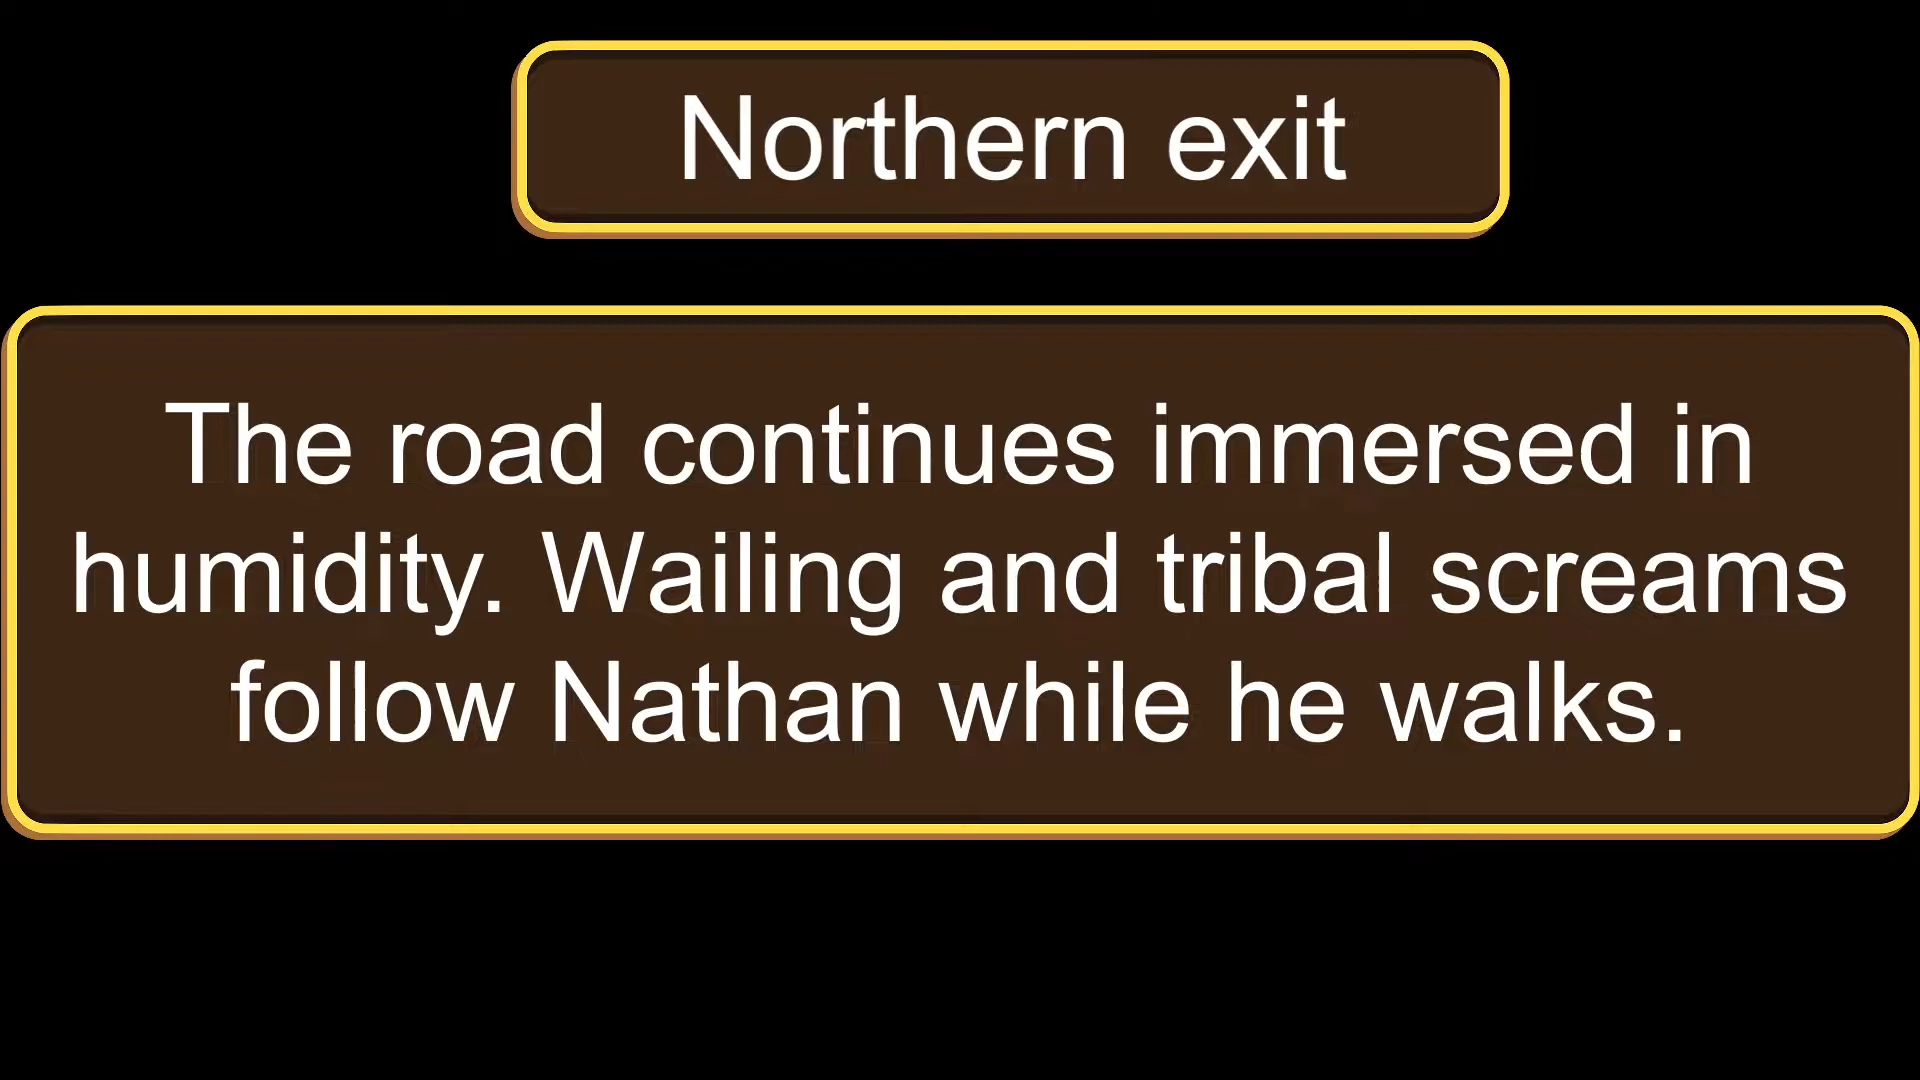 Northern exit
The road continues immersed in
humidity. Wailing and tribal screams
follow Nathan while he walks.